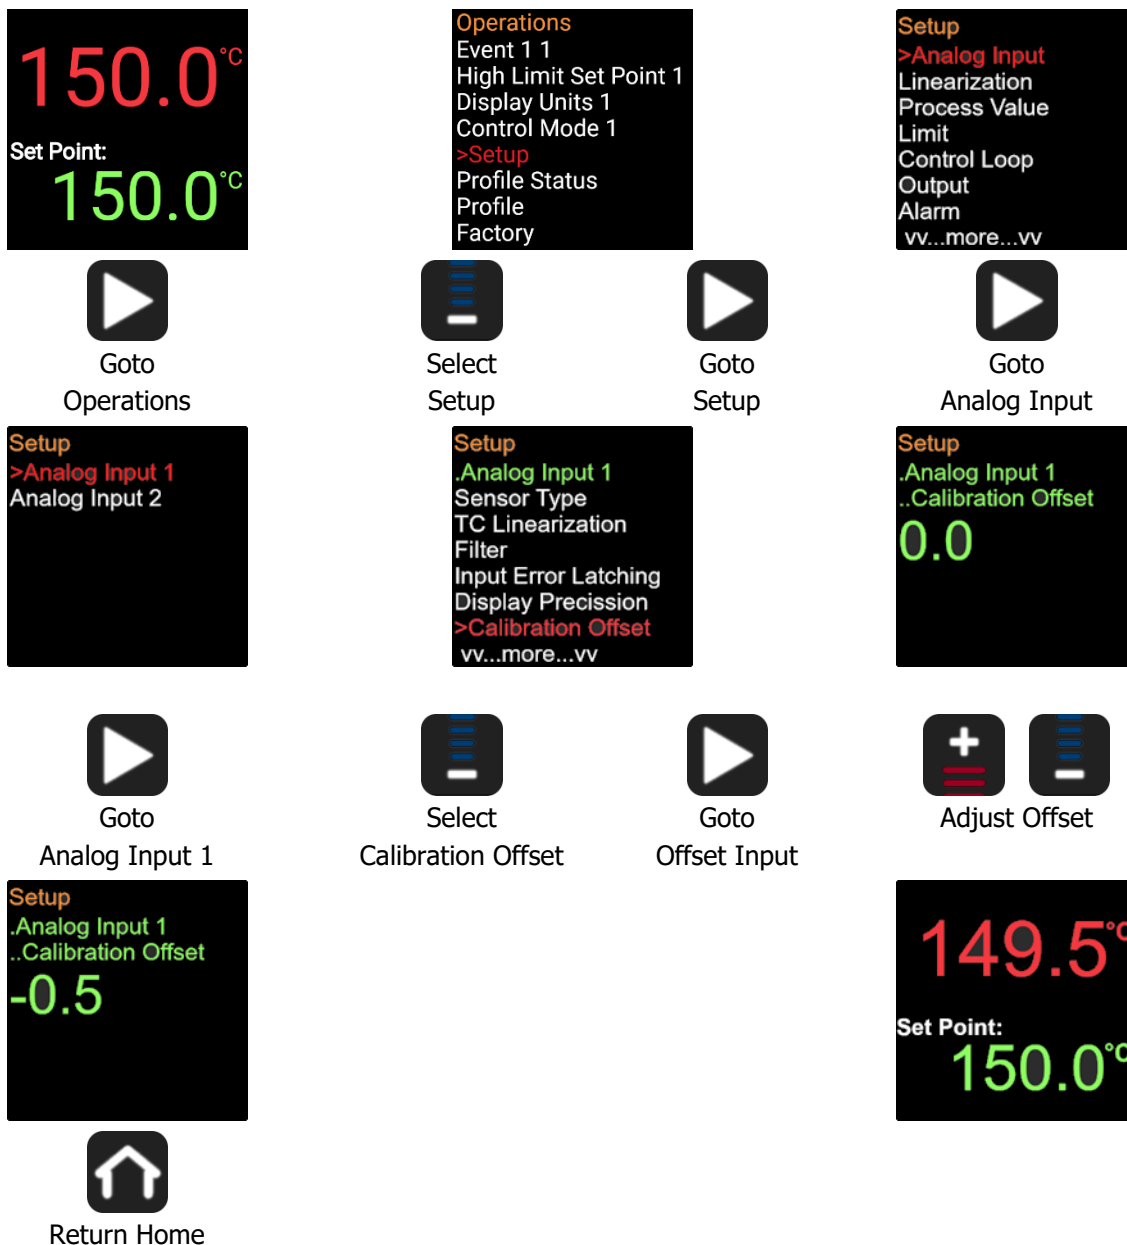 150.0°C
Set Point:
150.0°C
Operations
Event 1 1
High Limit Set Point 1
Display Units 1
Control Mode 1
>Setup
Profile Status
Profile
Factory
Setup
>Analog Input
Linearization
Process Value
Limit
Control Loop
Output
Alarm
vv...more...vv
Goto
Operations
Select
Setup
Goto
Setup
Goto
Analog Input
Setup
>Analog Input 1
Analog Input 2
Setup
.Analog Input 1
Sensor Type
TC Linearization
Filter
Input Error Latching
Display Precission
>Calibration Offset
vv...more...vv
Setup
.Analog Input 1
..Calibration Offset
0.0
Goto
Analog Input 1
Select
Calibration Offset
Goto
Offset Input
Adjust Offset
Setup
.Analog Input 1
..Calibration Offset
-0.5
149.5°C
Set Point:
150.0°C
Return Home